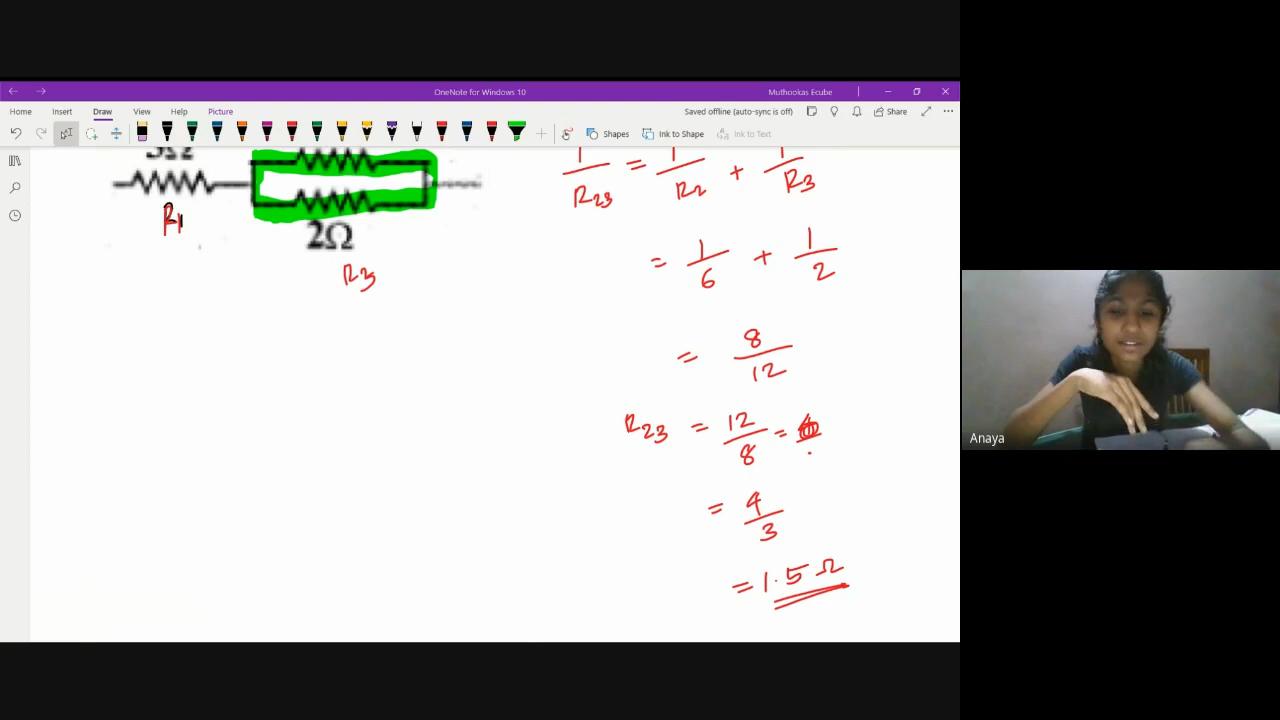 OneNote for Windows 10
Muthookas Ecube
Home Insert Draw View Help Picture
Saved offline (auto-sync is off)
Share
Shapes
Ink to Shape
Ink to Text
R1
2Ω
R3
1/R23 = 1/R2 + 1/R3
= 1/6 + 1/2
= 8/12
R23 = 12/8 =
= 4/3
= 1.5 Ω
Anaya